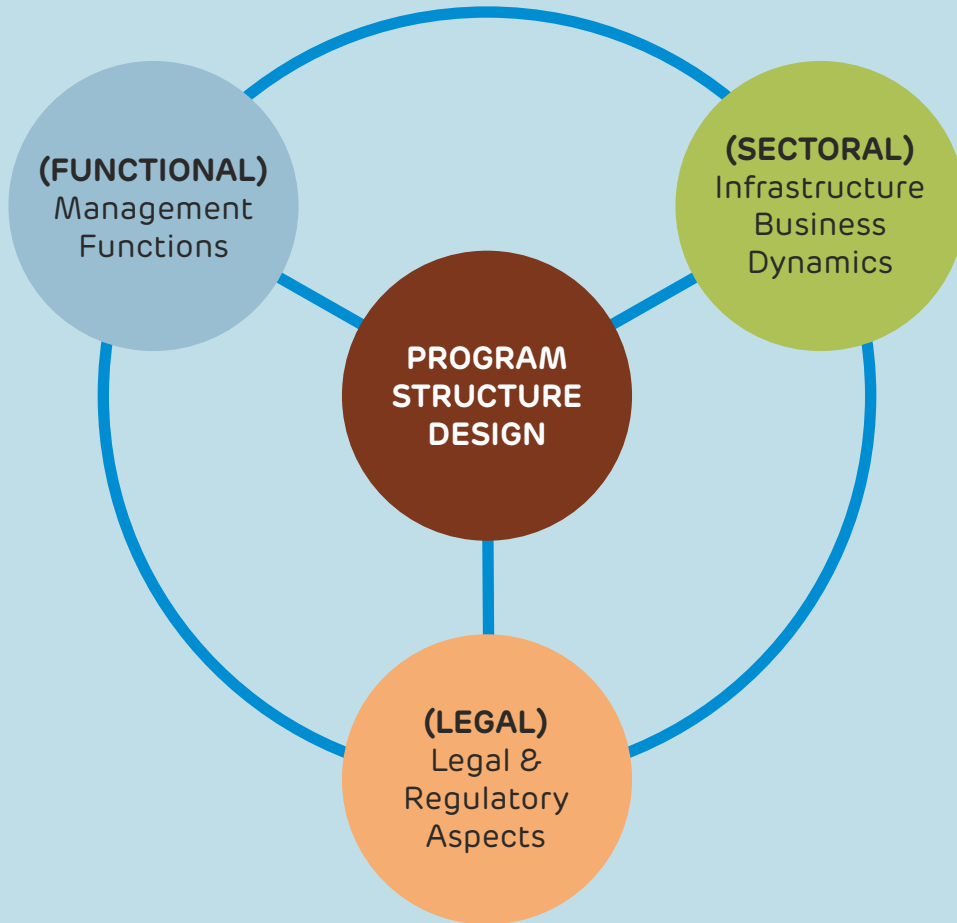 (FUNCTIONAL)
Management
Functions
(SECTORAL)
Infrastructure
Business
Dynamics
PROGRAM
STRUCTURE
DESIGN
(LEGAL)
Legal &
Regulatory
Aspects